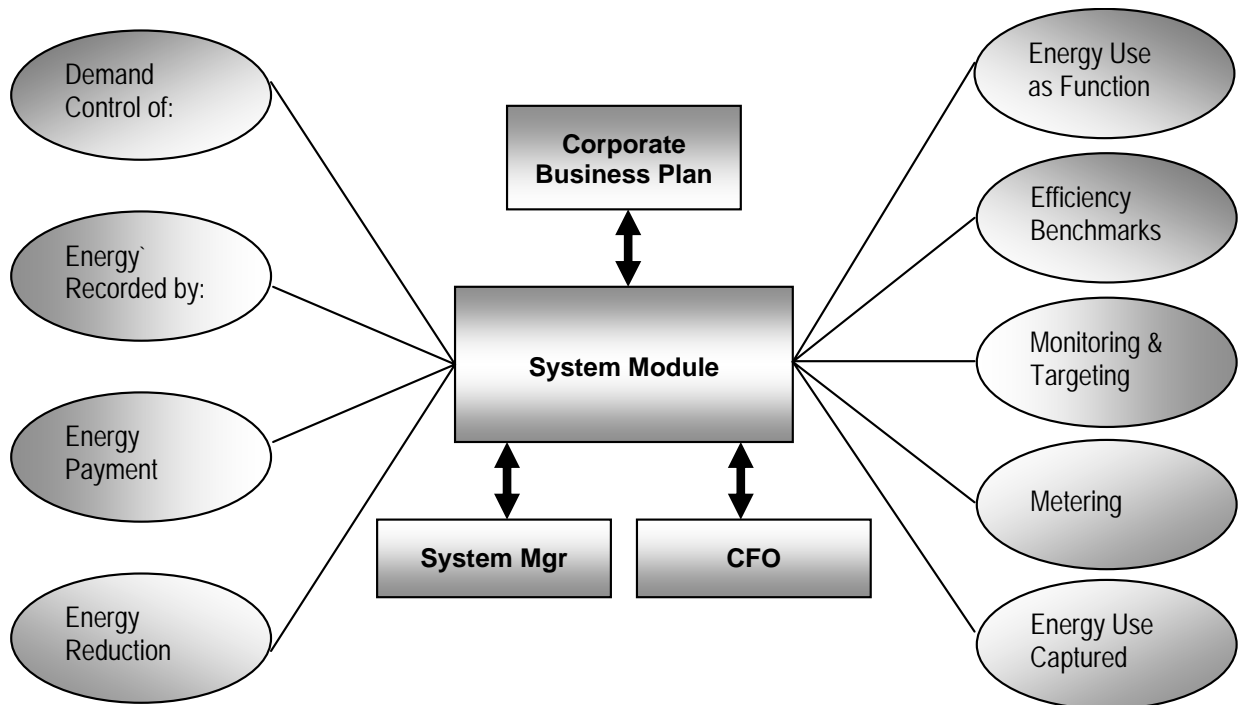 Demand
Control of:
Energy`
Recorded by:
Energy
Payment
Energy
Reduction
Corporate
Business Plan
System Module
System Mgr
CFO
Energy Use
as Function
Efficiency
Benchmarks
Monitoring &
Targeting
Metering
Energy Use
Captured